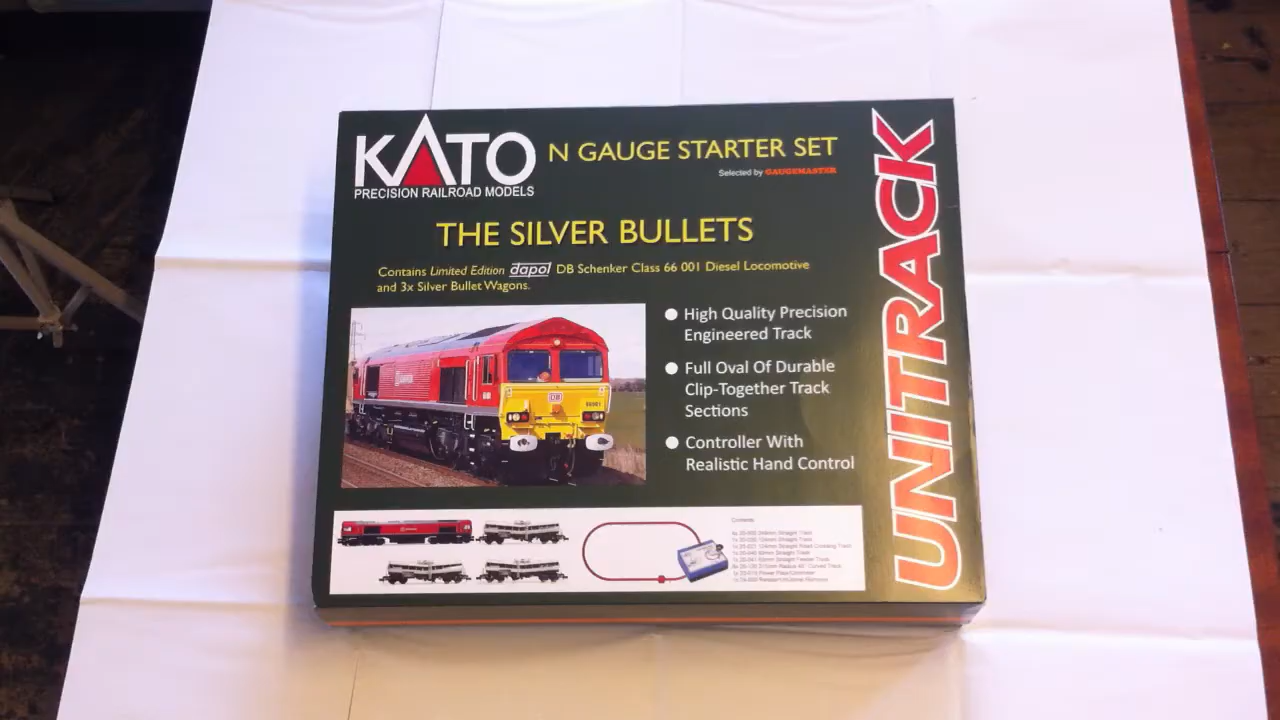 KATO
PRECISION RAILROAD MODELS
N GAUGE STARTER SET
Selected by GAUGEMASTER
THE SILVER BULLETS
Contains Limited Edition dapol DB Schenker Class 66 001 Diesel Locomotive
and 3x Silver Bullet Wagons.
High Quality Precision
Engineered Track
Full Oval Of Durable
Clip-Together Track
Sections
Controller With
Realistic Hand Control
UNITRACK
DB
Contents